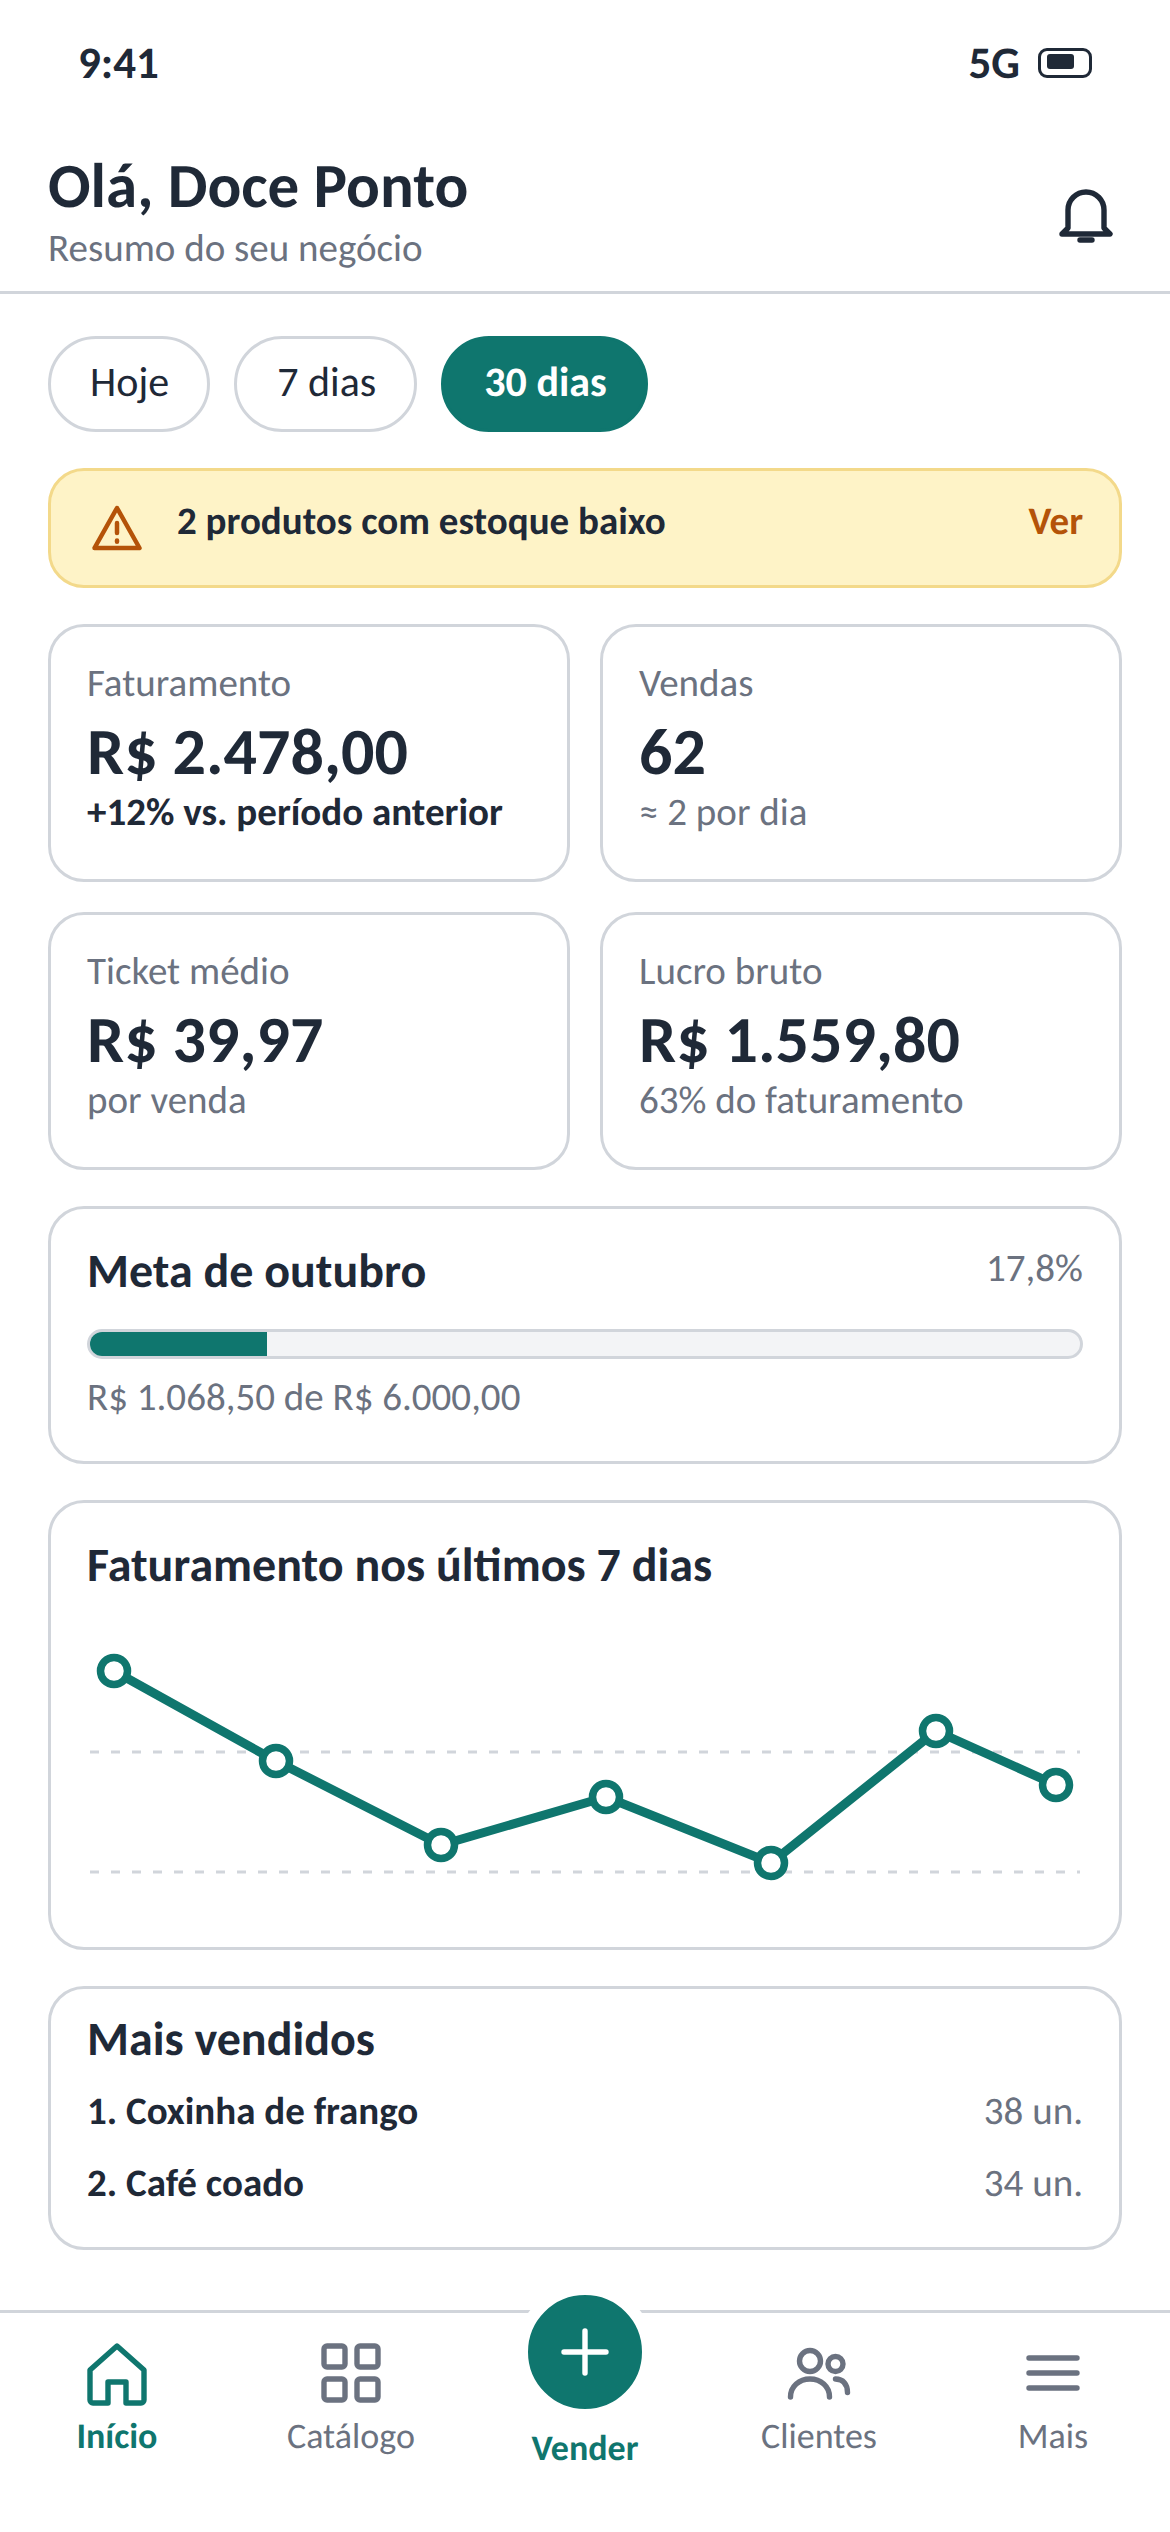 9:41
5G
Olá, Doce Ponto
Resumo do seu negócio
Hoje
7 dias
30 dias
2 produtos com estoque baixo
Ver
Faturamento
R$ 2.478,00
+12% vs. período anterior
Vendas
62
≈ 2 por dia
Ticket médio
R$ 39,97
por venda
Lucro bruto
R$ 1.559,80
63% do faturamento
Meta de outubro
17,8%
R$ 1.068,50 de R$ 6.000,00
Faturamento nos últimos 7 dias
Mais vendidos
1. Coxinha de frango
38 un.
2. Café coado
34 un.
Início
Catálogo
Vender
Clientes
Mais